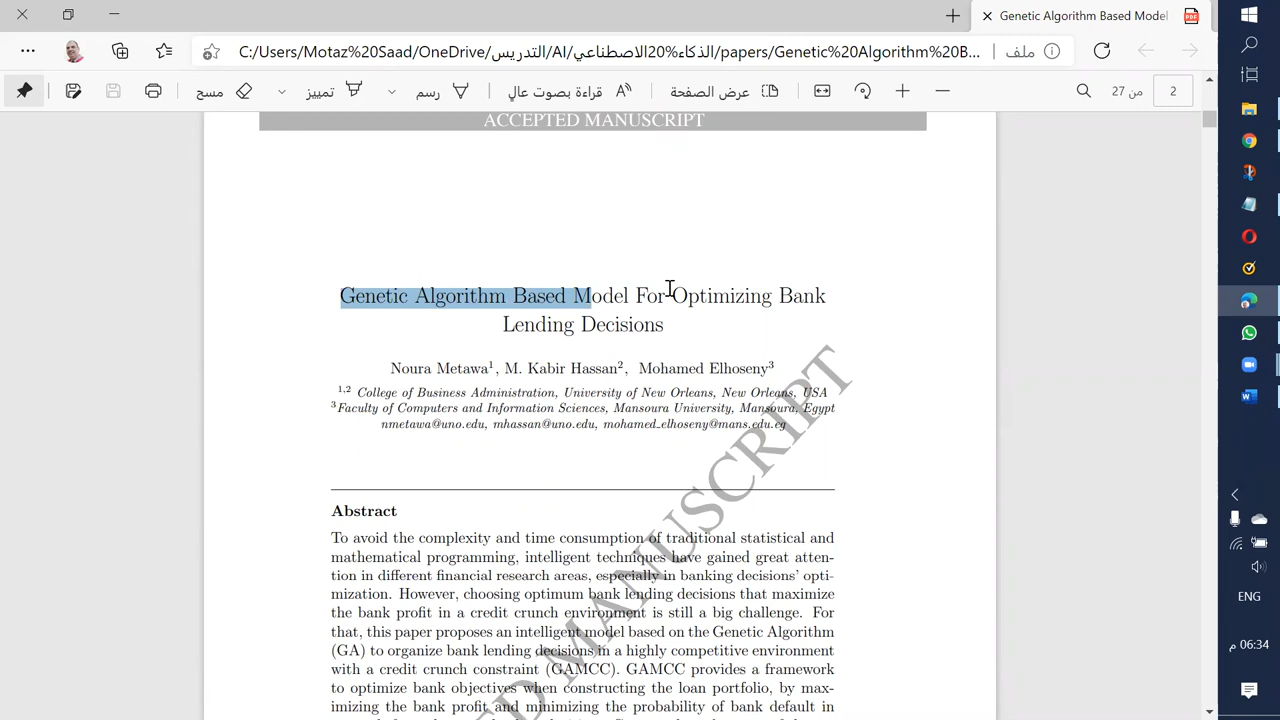 Genetic Algorithm Based Model
C:/Users/Motaz%20Saad/OneDrive/التدريس/AI/الذكاء%20الاصطناعي/papers/Genetic%20Algorithm%20B...
ملف
مسح
تمييز
رسم
قراءة بصوت عالٍ
عرض الصفحة
من 27
2
ACCEPTED MANUSCRIPT
Genetic Algorithm Based Model For Optimizing Bank
Lending Decisions
Noura Metawa1, M. Kabir Hassan2, Mohamed Elhoseny3
1,2 College of Business Administration, University of New Orleans, New Orleans, USA
3Faculty of Computers and Information Sciences, Mansoura University, Mansoura, Egypt
nmetawa@uno.edu, mhassan@uno.edu, mohamed_elhoseny@mans.edu.eg
Abstract
To avoid the complexity and time consumption of traditional statistical and
mathematical programming, intelligent techniques have gained great atten-
tion in different financial research areas, especially in banking decisions' opti-
mization. However, choosing optimum bank lending decisions that maximize
the bank profit in a credit crunch environment is still a big challenge. For
that, this paper proposes an intelligent model based on the Genetic Algorithm
(GA) to organize bank lending decisions in a highly competitive environment
with a credit crunch constraint (GAMCC). GAMCC provides a framework
to optimize bank objectives when constructing the loan portfolio, by max-
imizing the bank profit and minimizing the probability of bank default in
ED MANUSCRIPT
ENG
06:34 م